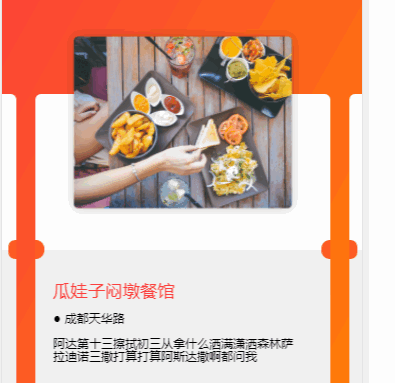 瓜娃子闷墩餐馆
● 成都天华路
阿达第十三擦拭初三从拿什么洒满潇洒森林萨
拉迪诺三撒打算打算阿斯达撒啊都问我